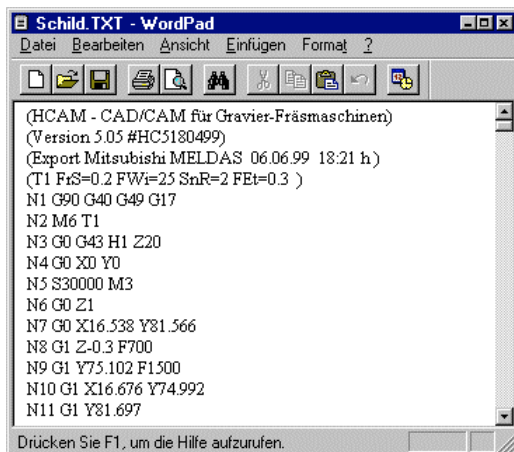 Schild.TXT - WordPad
Datei Bearbeiten Ansicht Einfügen Format ?
(HCAM - CAD/CAM für Gravier-Fräsmaschinen)
(Version 5.05 #HC5180499)
(Export Mitsubishi MELDAS  06.06.99  18:21 h )
(T1 FrS=0.2 FWi=25 SnR=2 FEt=0.3  )
N1 G90 G40 G49 G17
N2 M6 T1
N3 G0 G43 H1 Z20
N4 G0 X0 Y0
N5 S30000 M3
N6 G0 Z1
N7 G0 X16.538 Y81.566
N8 G1 Z-0.3 F700
N9 G1 Y75.102 F1500
N10 G1 X16.676 Y74.992
N11 G1 Y81.697
Drücken Sie F1, um die Hilfe aufzurufen.